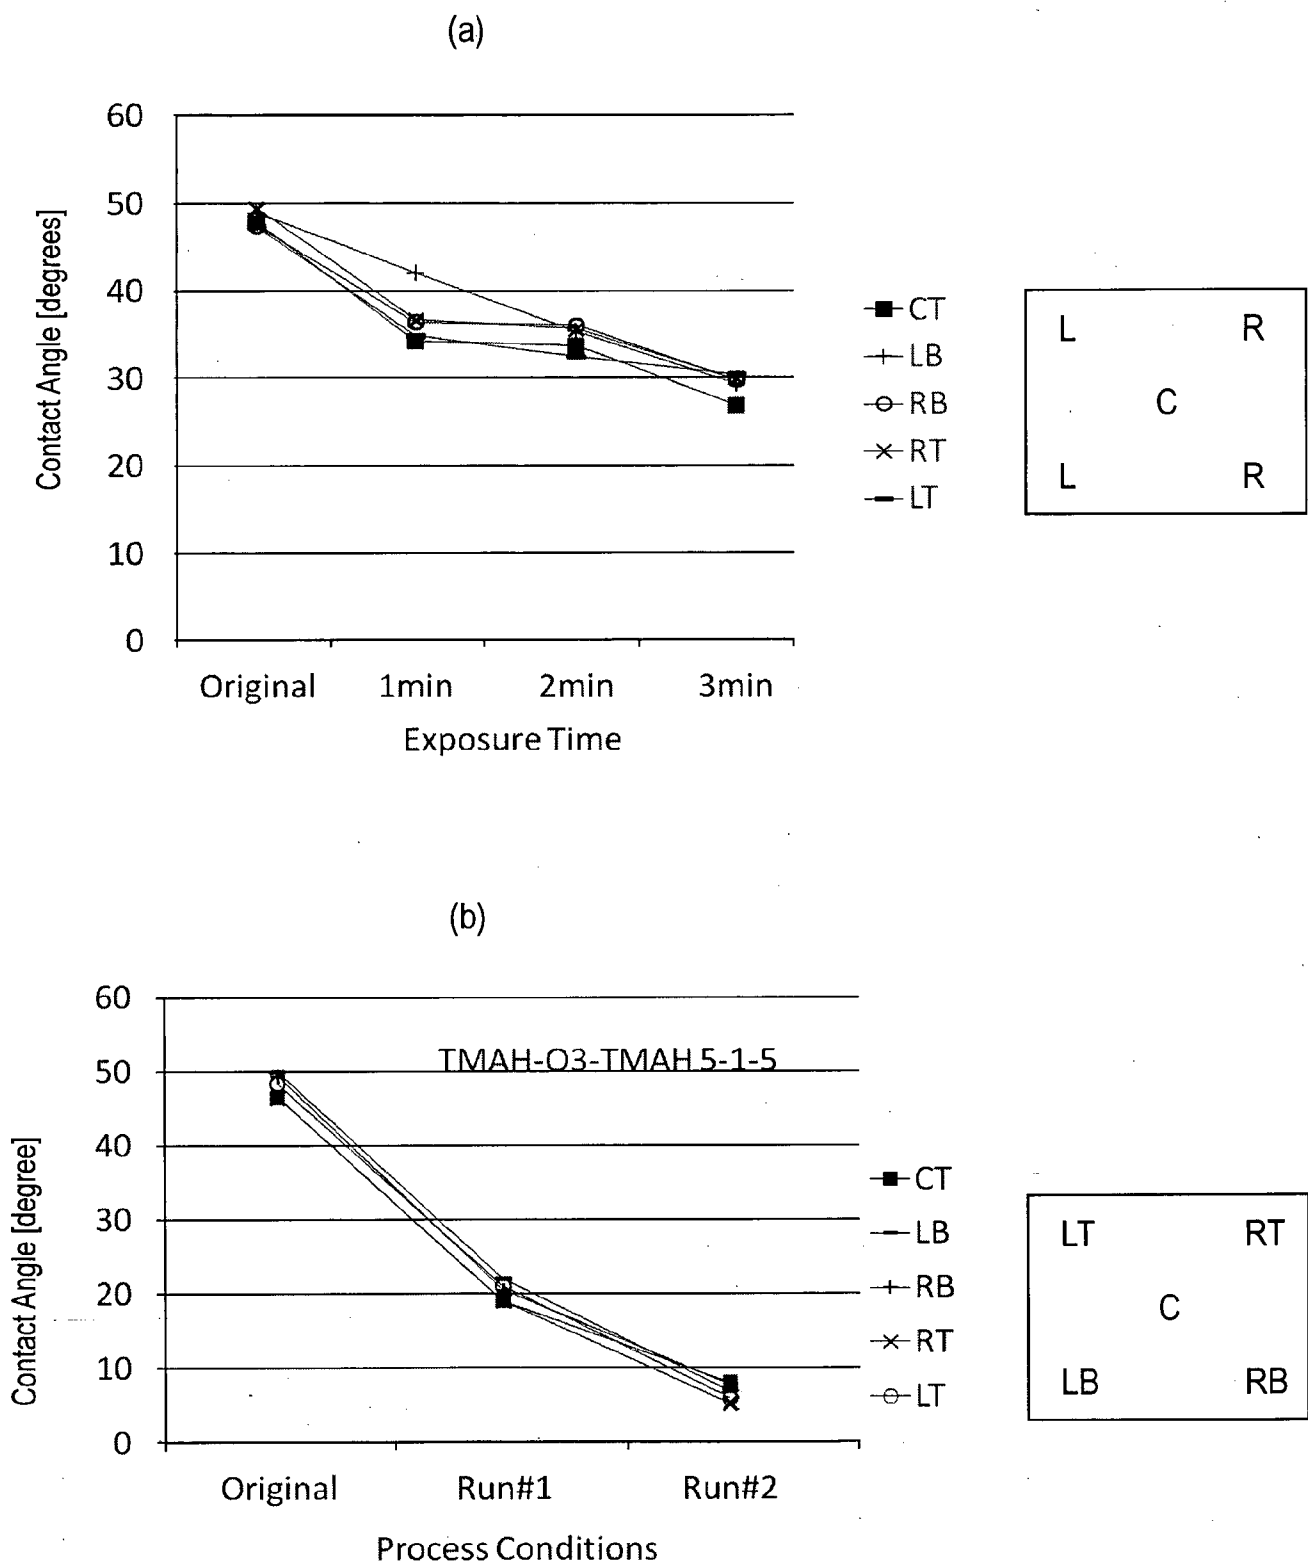 (a)
60
50
40
30
20
10
0
Contact Angle [degrees]
Original 1min 2min 3min
Exposure Time
CT
LB
RB
RT
LT
L R
C
L R
(b)
60
50
40
30
20
10
0
Contact Angle [degree]
TMAH-O3-TMAH 5-1-5
Original Run#1 Run#2
Process Conditions
CT
LB
RB
RT
LT
LT RT
C
LB RB